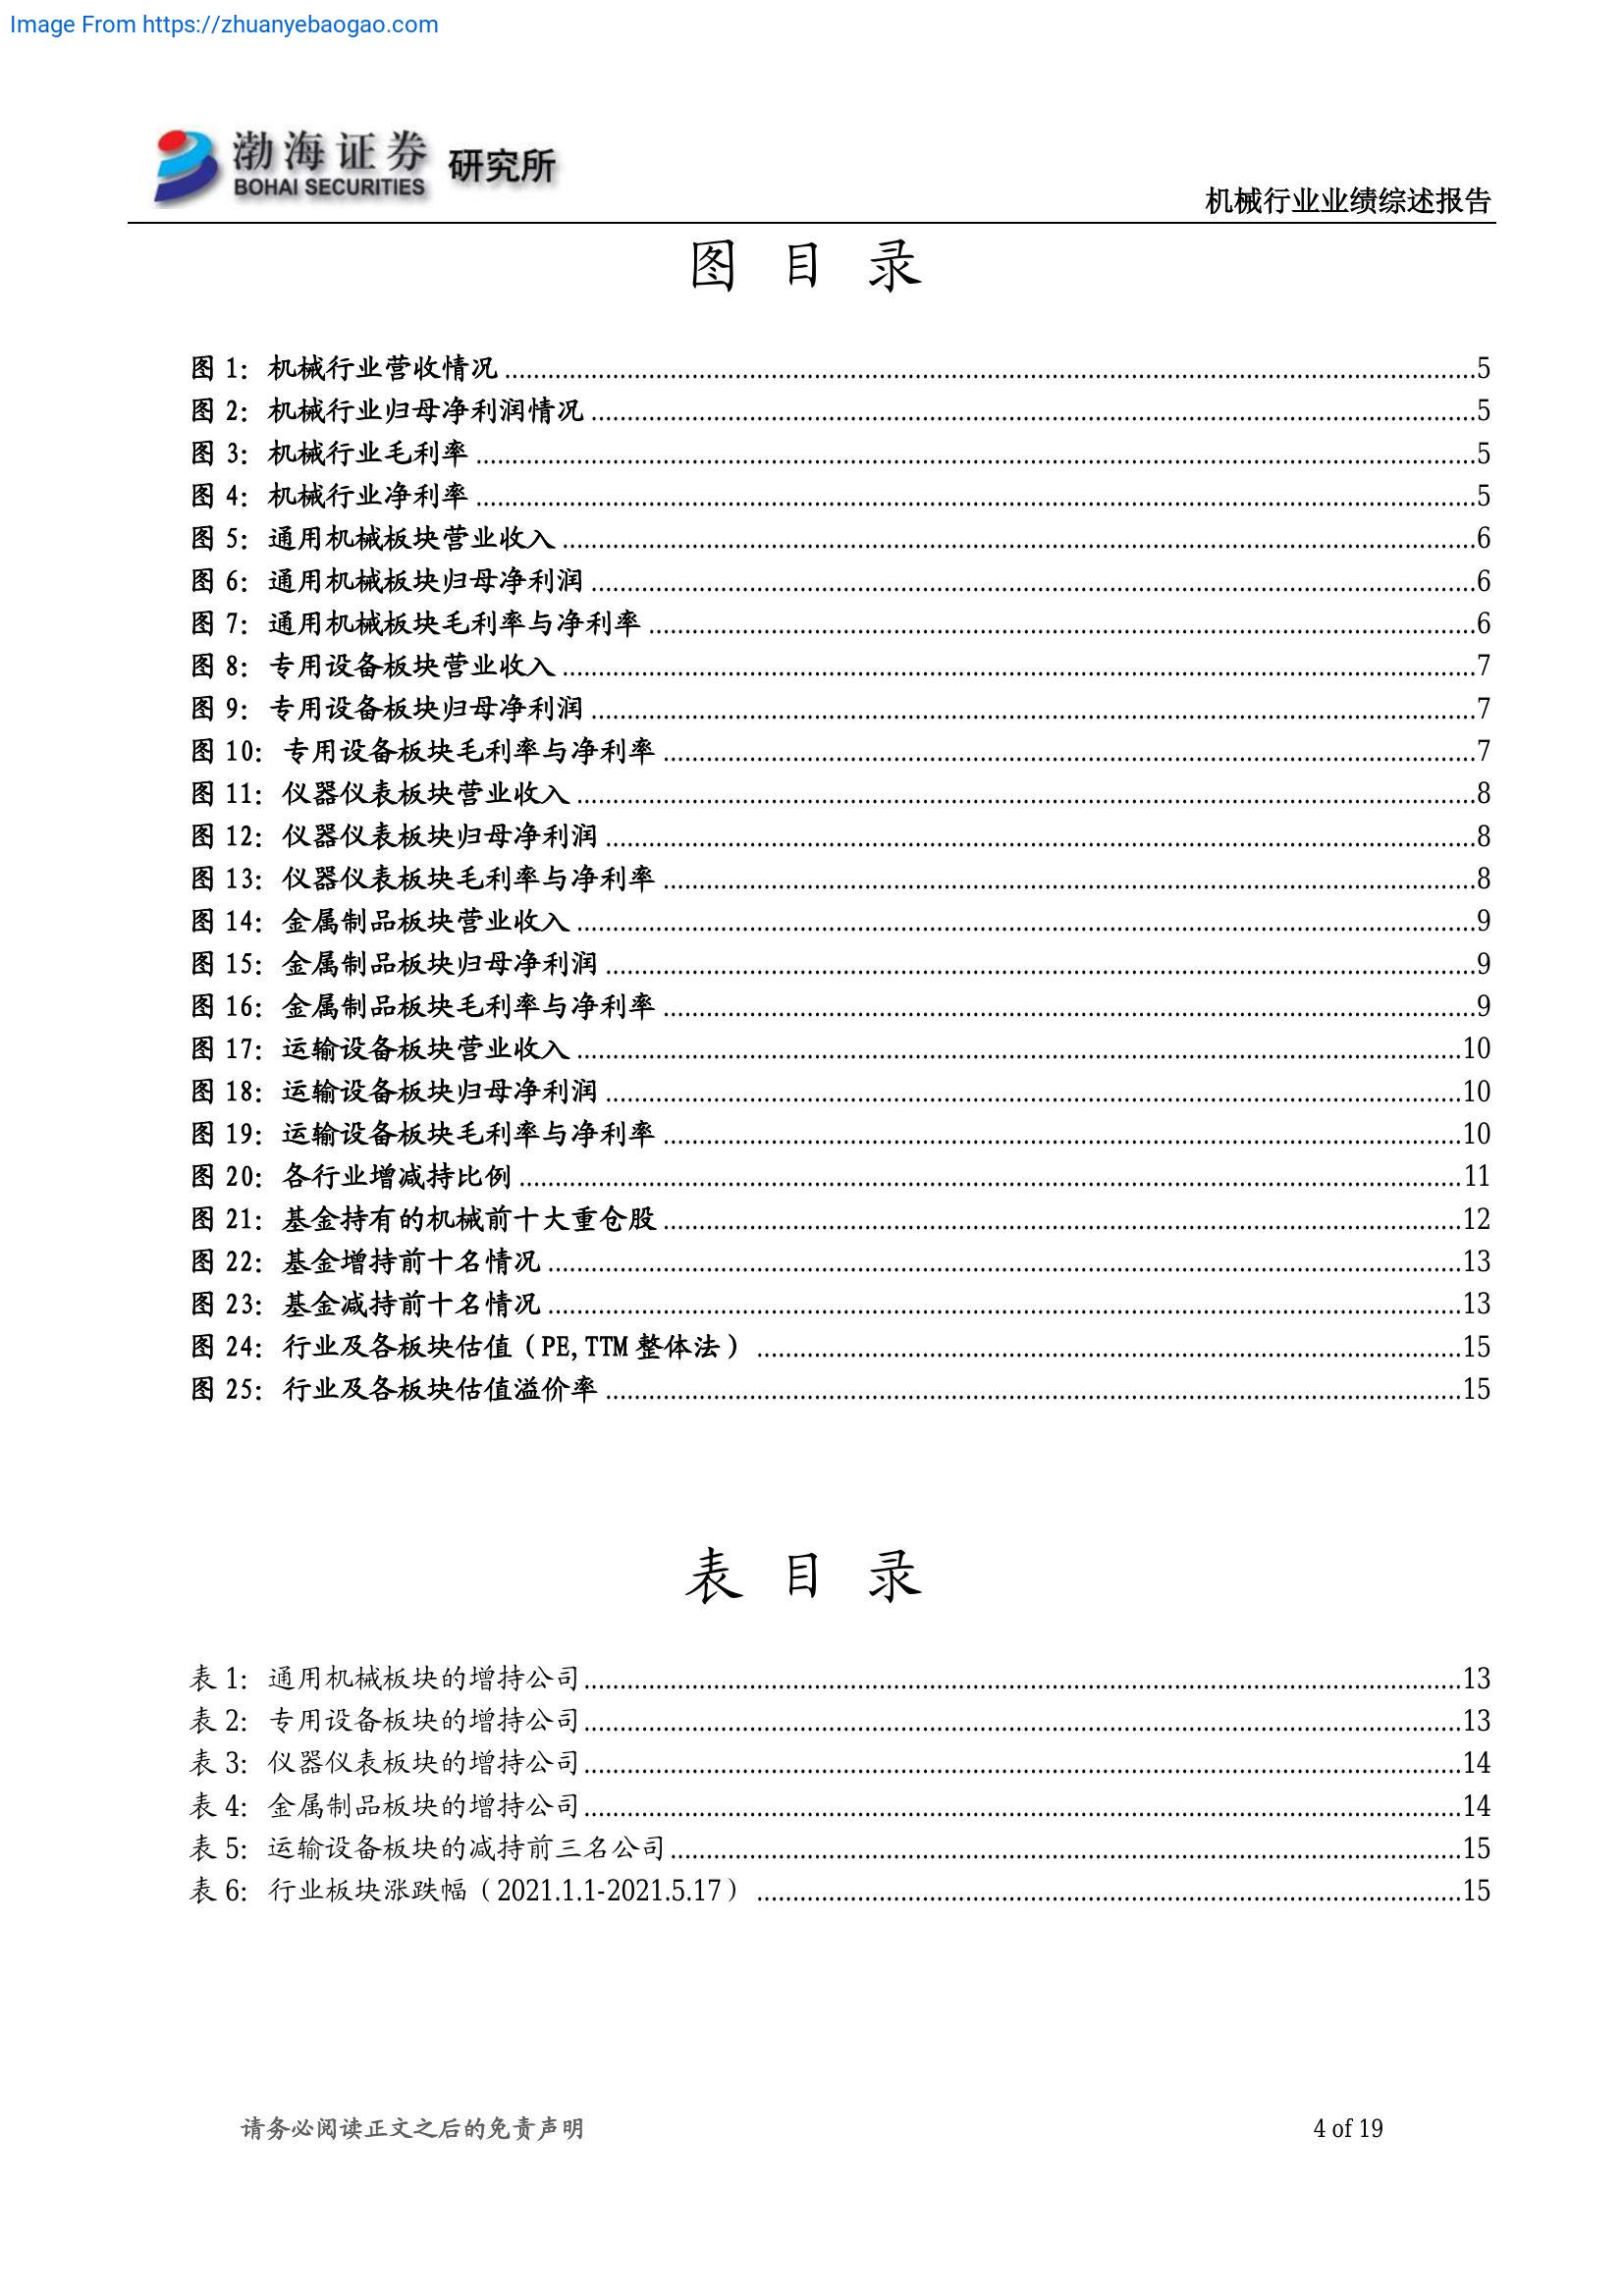 Image From https://zhuanyebaogao.com
渤海证券 研究所
BOHAI SECURITIES
机械行业业绩综述报告
图 目 录
图 1：机械行业营收情况........................................5
图 2：机械行业归母净利润情况........................................5
图 3：机械行业毛利率........................................5
图 4：机械行业净利率........................................5
图 5：通用机械板块营业收入........................................6
图 6：通用机械板块归母净利润........................................6
图 7：通用机械板块毛利率与净利率........................................6
图 8：专用设备板块营业收入........................................7
图 9：专用设备板块归母净利润........................................7
图 10：专用设备板块毛利率与净利率........................................7
图 11：仪器仪表板块营业收入........................................8
图 12：仪器仪表板块归母净利润........................................8
图 13：仪器仪表板块毛利率与净利率........................................8
图 14：金属制品板块营业收入........................................9
图 15：金属制品板块归母净利润........................................9
图 16：金属制品板块毛利率与净利率........................................9
图 17：运输设备板块营业收入........................................10
图 18：运输设备板块归母净利润........................................10
图 19：运输设备板块毛利率与净利率........................................10
图 20：各行业增减持比例........................................11
图 21：基金持有的机械前十大重仓股........................................12
图 22：基金增持前十名情况........................................13
图 23：基金减持前十名情况........................................13
图 24：行业及各板块估值（PE,TTM 整体法）........................................15
图 25：行业及各板块估值溢价率........................................15
表 目 录
表 1：通用机械板块的增持公司........................................13
表 2：专用设备板块的增持公司........................................13
表 3：仪器仪表板块的增持公司........................................14
表 4：金属制品板块的增持公司........................................14
表 5：运输设备板块的减持前三名公司........................................15
表 6：行业板块涨跌幅（2021.1.1-2021.5.17）........................................15
请务必阅读正文之后的免责声明 4 of 19